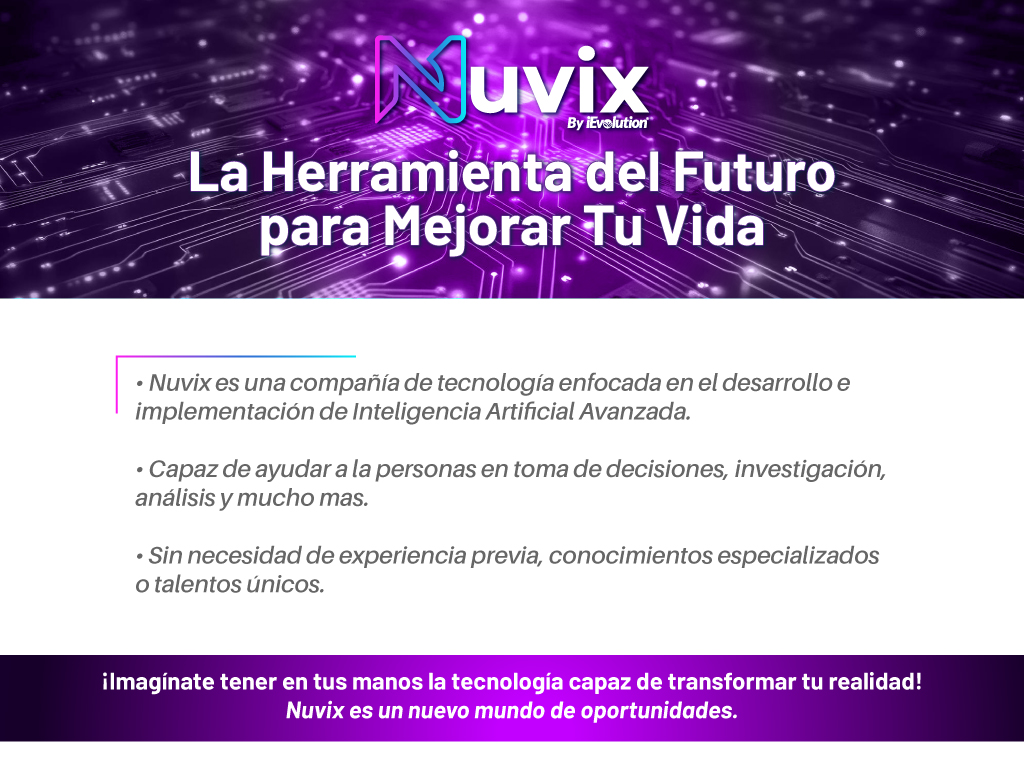 Nuvix
By iEvolution
La Herramienta del Futuro
para Mejorar Tu Vida
• Nuvix es una compañía de tecnología enfocada en el desarrollo e
implementación de Inteligencia Artificial Avanzada.
• Capaz de ayudar a la personas en toma de decisiones, investigación,
análisis y mucho mas.
• Sin necesidad de experiencia previa, conocimientos especializados
o talentos únicos.
¡Imagínate tener en tus manos la tecnología capaz de transformar tu realidad!
Nuvix es un nuevo mundo de oportunidades.